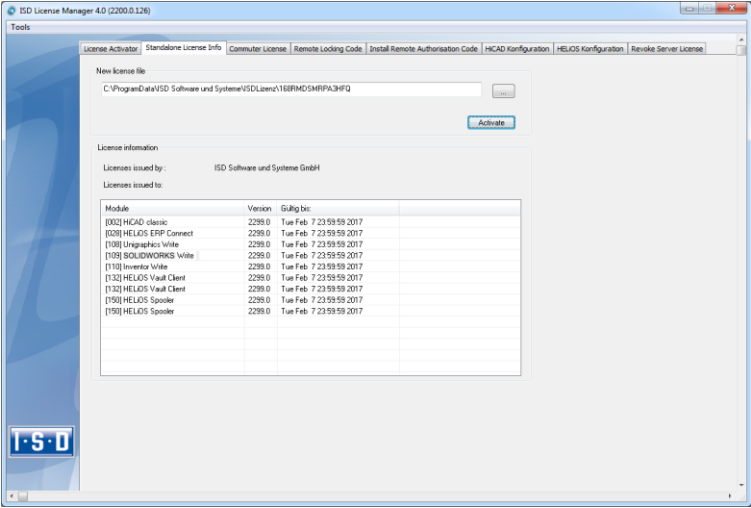 ISD License Manager 4.0 (2200.0.126)
Tools
License Activator Standalone License Info Commuter License Remote Locking Code Install Remote Authorisation Code HiCAD Konfiguration HELiOS Konfiguration Revoke Server License
New license file
C:\ProgramData\ISD Software und Systeme\ISDLizenz\168RMDSMRPA3HFQ
...
Activate
License information
Licenses issued by : ISD Software und Systeme GmbH
Licenses issued to:
Module Version Gültig bis:
[002] HiCAD classic 2299.0 Tue Feb 7 23:59:59 2017
[028] HELiOS ERP Connect 2299.0 Tue Feb 7 23:59:59 2017
[108] Unigraphics Write 2299.0 Tue Feb 7 23:59:59 2017
[109] SOLIDWORKS Write 2299.0 Tue Feb 7 23:59:59 2017
[110] Inventor Write 2299.0 Tue Feb 7 23:59:59 2017
[132] HELiOS Vault Client 2299.0 Tue Feb 7 23:59:59 2017
[132] HELiOS Vault Client 2299.0 Tue Feb 7 23:59:59 2017
[150] HELiOS Spooler 2299.0 Tue Feb 7 23:59:59 2017
[150] HELiOS Spooler 2299.0 Tue Feb 7 23:59:59 2017
I·S·D